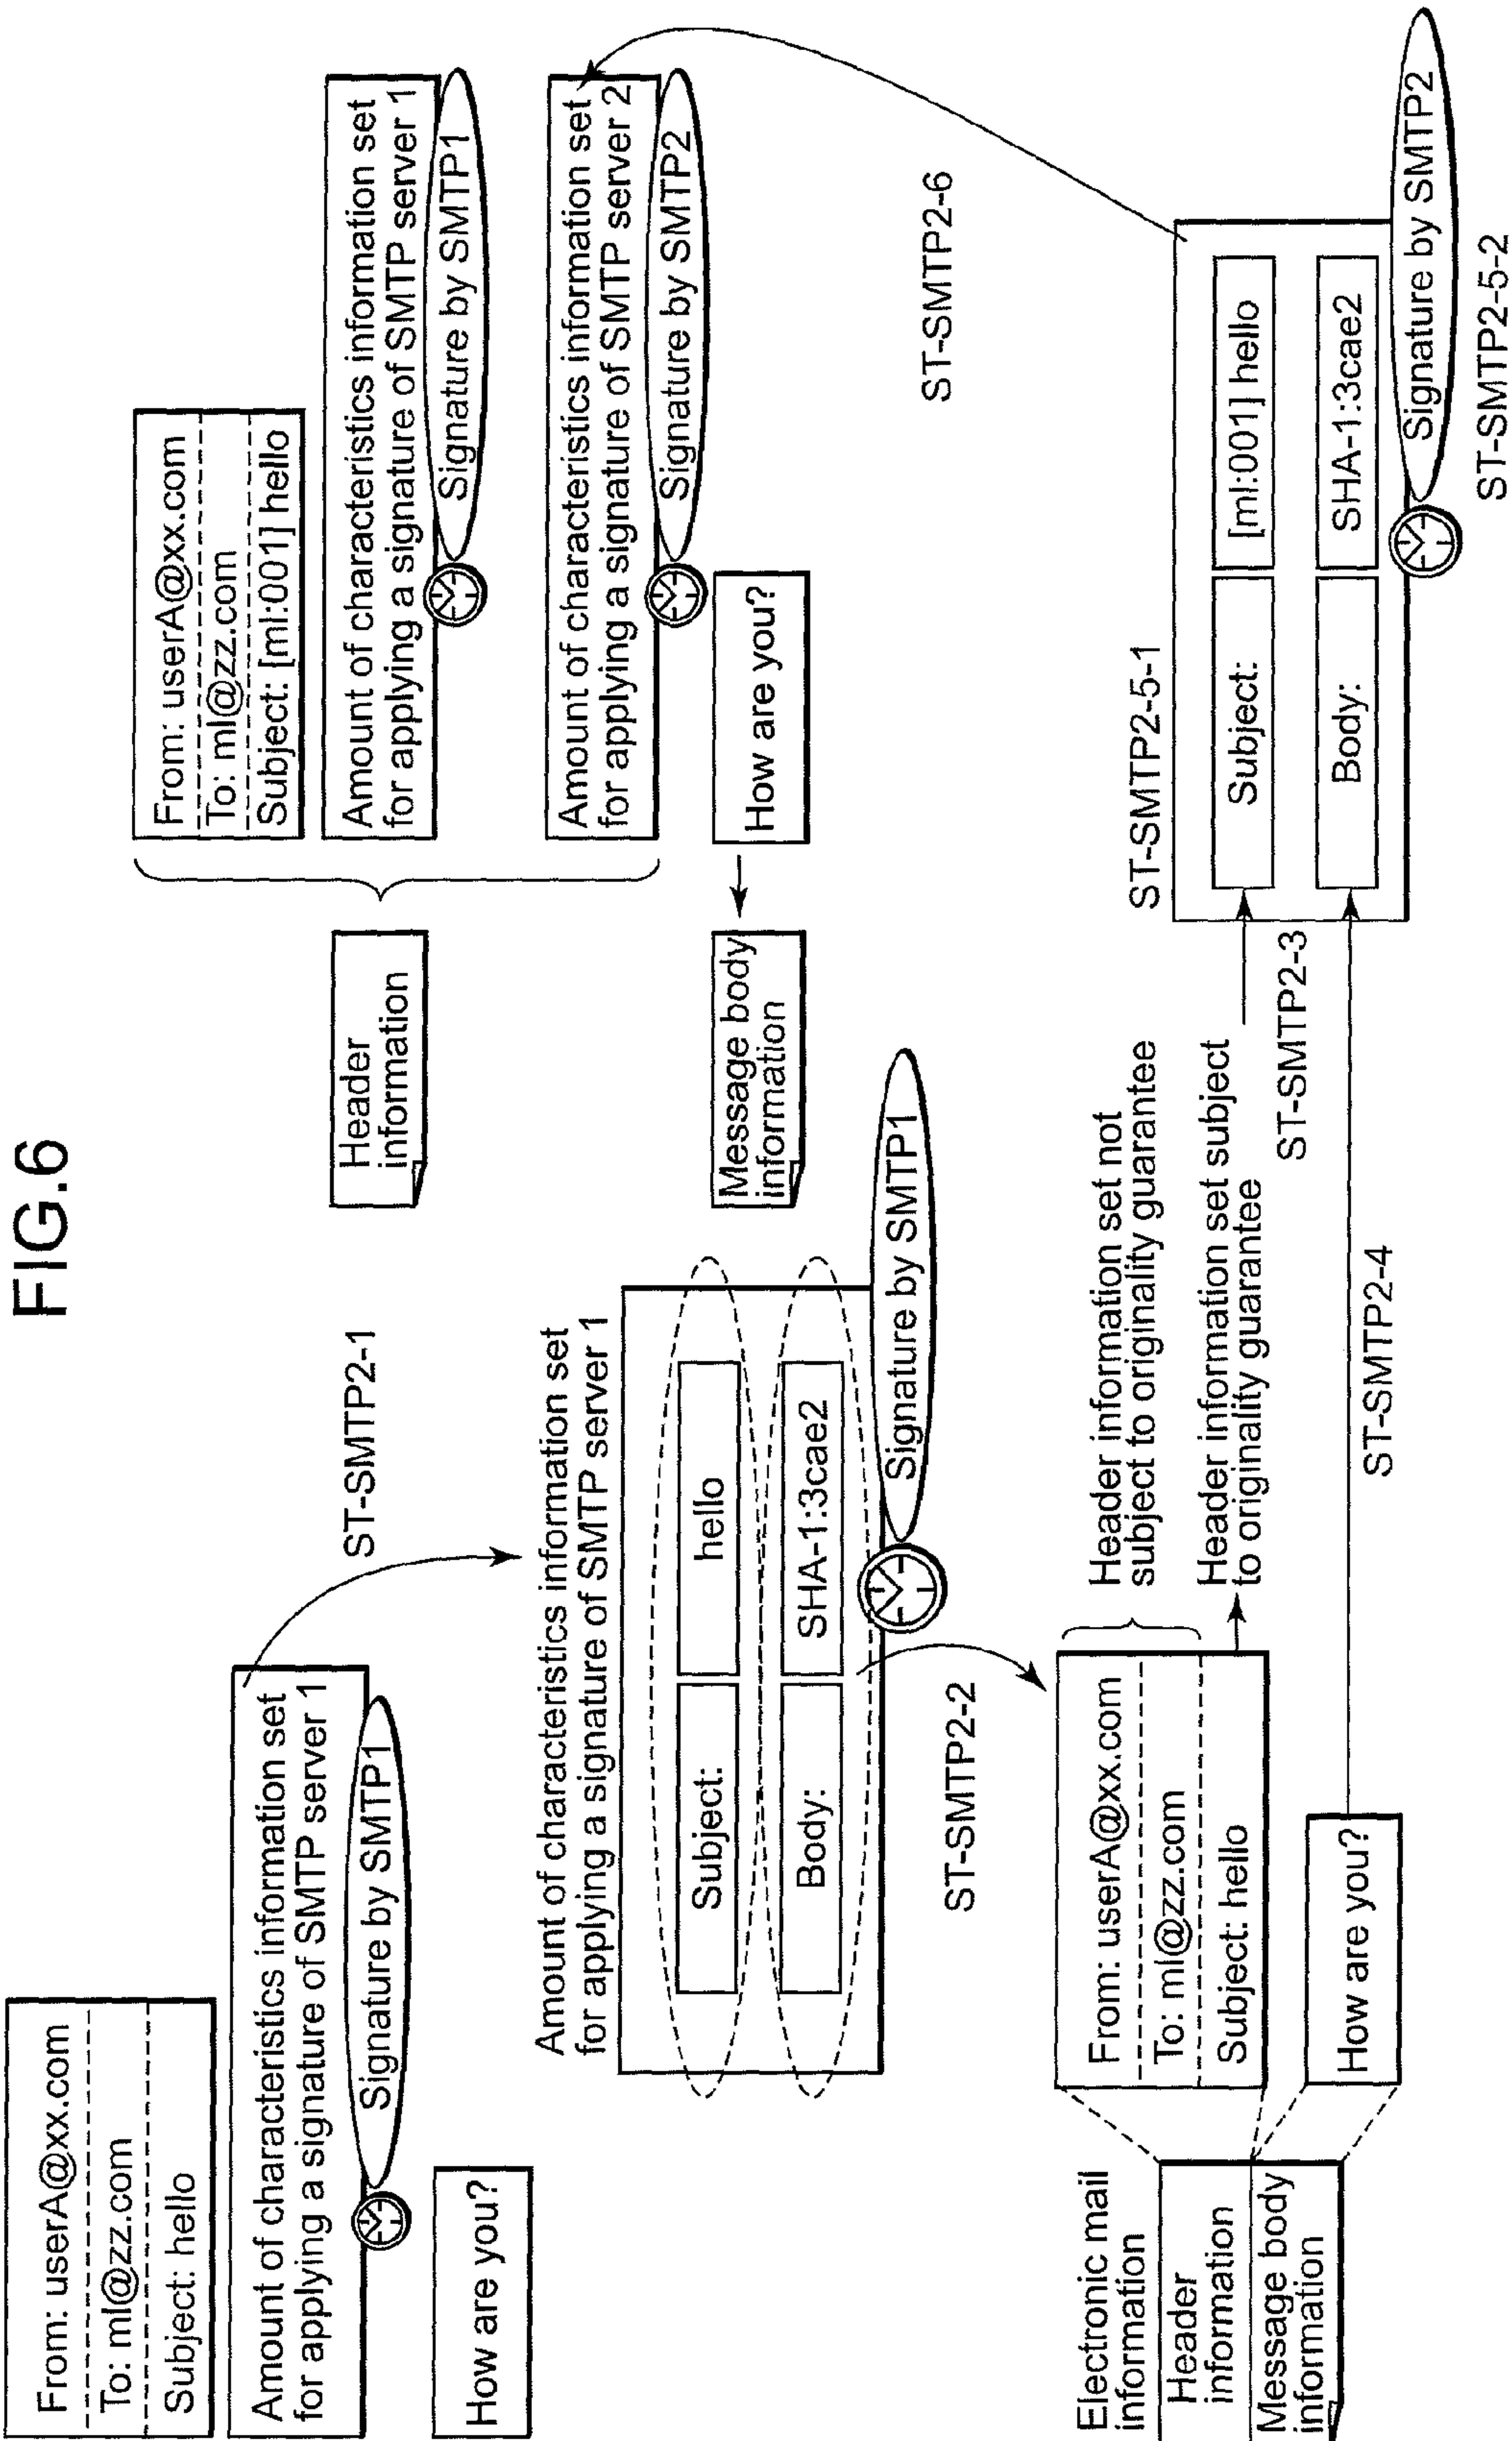 FIG.6
From: userA@xx.com
To: ml@zz.com
Subject: hello
Amount of characteristics information set
for applying a signature of SMTP server 1
Signature by SMTP1
How are you?
ST-SMTP2-1
Amount of characteristics information set
for applying a signature of SMTP server 1
Subject:
hello
Body:
SHA-1:3cae2
Signature by SMTP1
ST-SMTP2-2
Electronic mail
information
Header
information
Message body
information
From: userA@xx.com
To: ml@zz.com
Subject: hello
How are you?
Header information set not
subject to originality guarantee
Header information set subject
to originality guarantee
ST-SMTP2-3
ST-SMTP2-4
ST-SMTP2-5-1
Subject:
[ml:001] hello
Body:
SHA-1:3cae2
Signature by SMTP2
ST-SMTP2-5-2
ST-SMTP2-6
Header
information
From: userA@xx.com
To: ml@zz.com
Subject: [ml:001] hello
Amount of characteristics information set
for applying a signature of SMTP server 1
Signature by SMTP1
Amount of characteristics information set
for applying a signature of SMTP server 2
Signature by SMTP2
Message body
information
How are you?